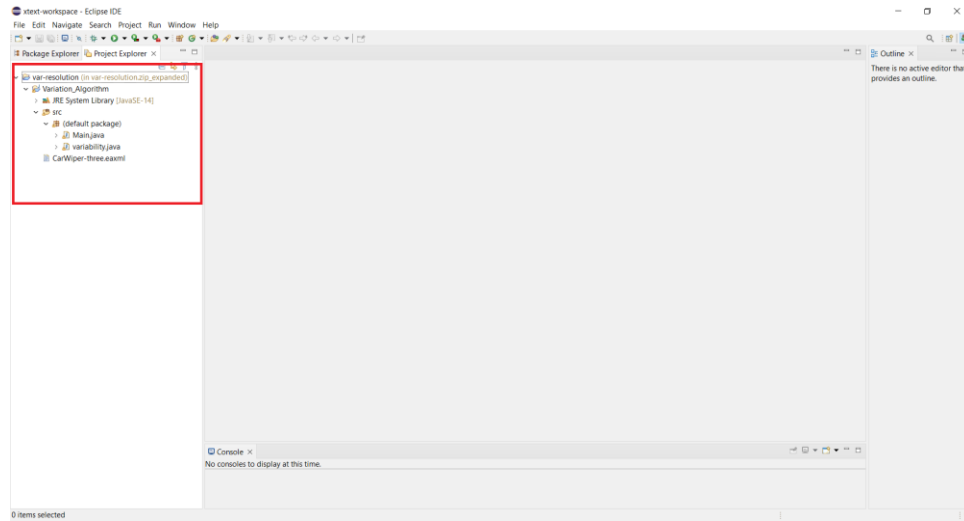 xtext-workspace - Eclipse IDE
File Edit Navigate Search Project Run Window Help
Package Explorer Project Explorer
Outline
There is no active editor tha
provides an outline.
var-resolution (in var-resolution.zip_expanded)
Variation_Algorithm
JRE System Library [JavaSE-14]
src
(default package)
Main.java
variability.java
CarWiper-three.eaxml
Console
No consoles to display at this time.
0 items selected